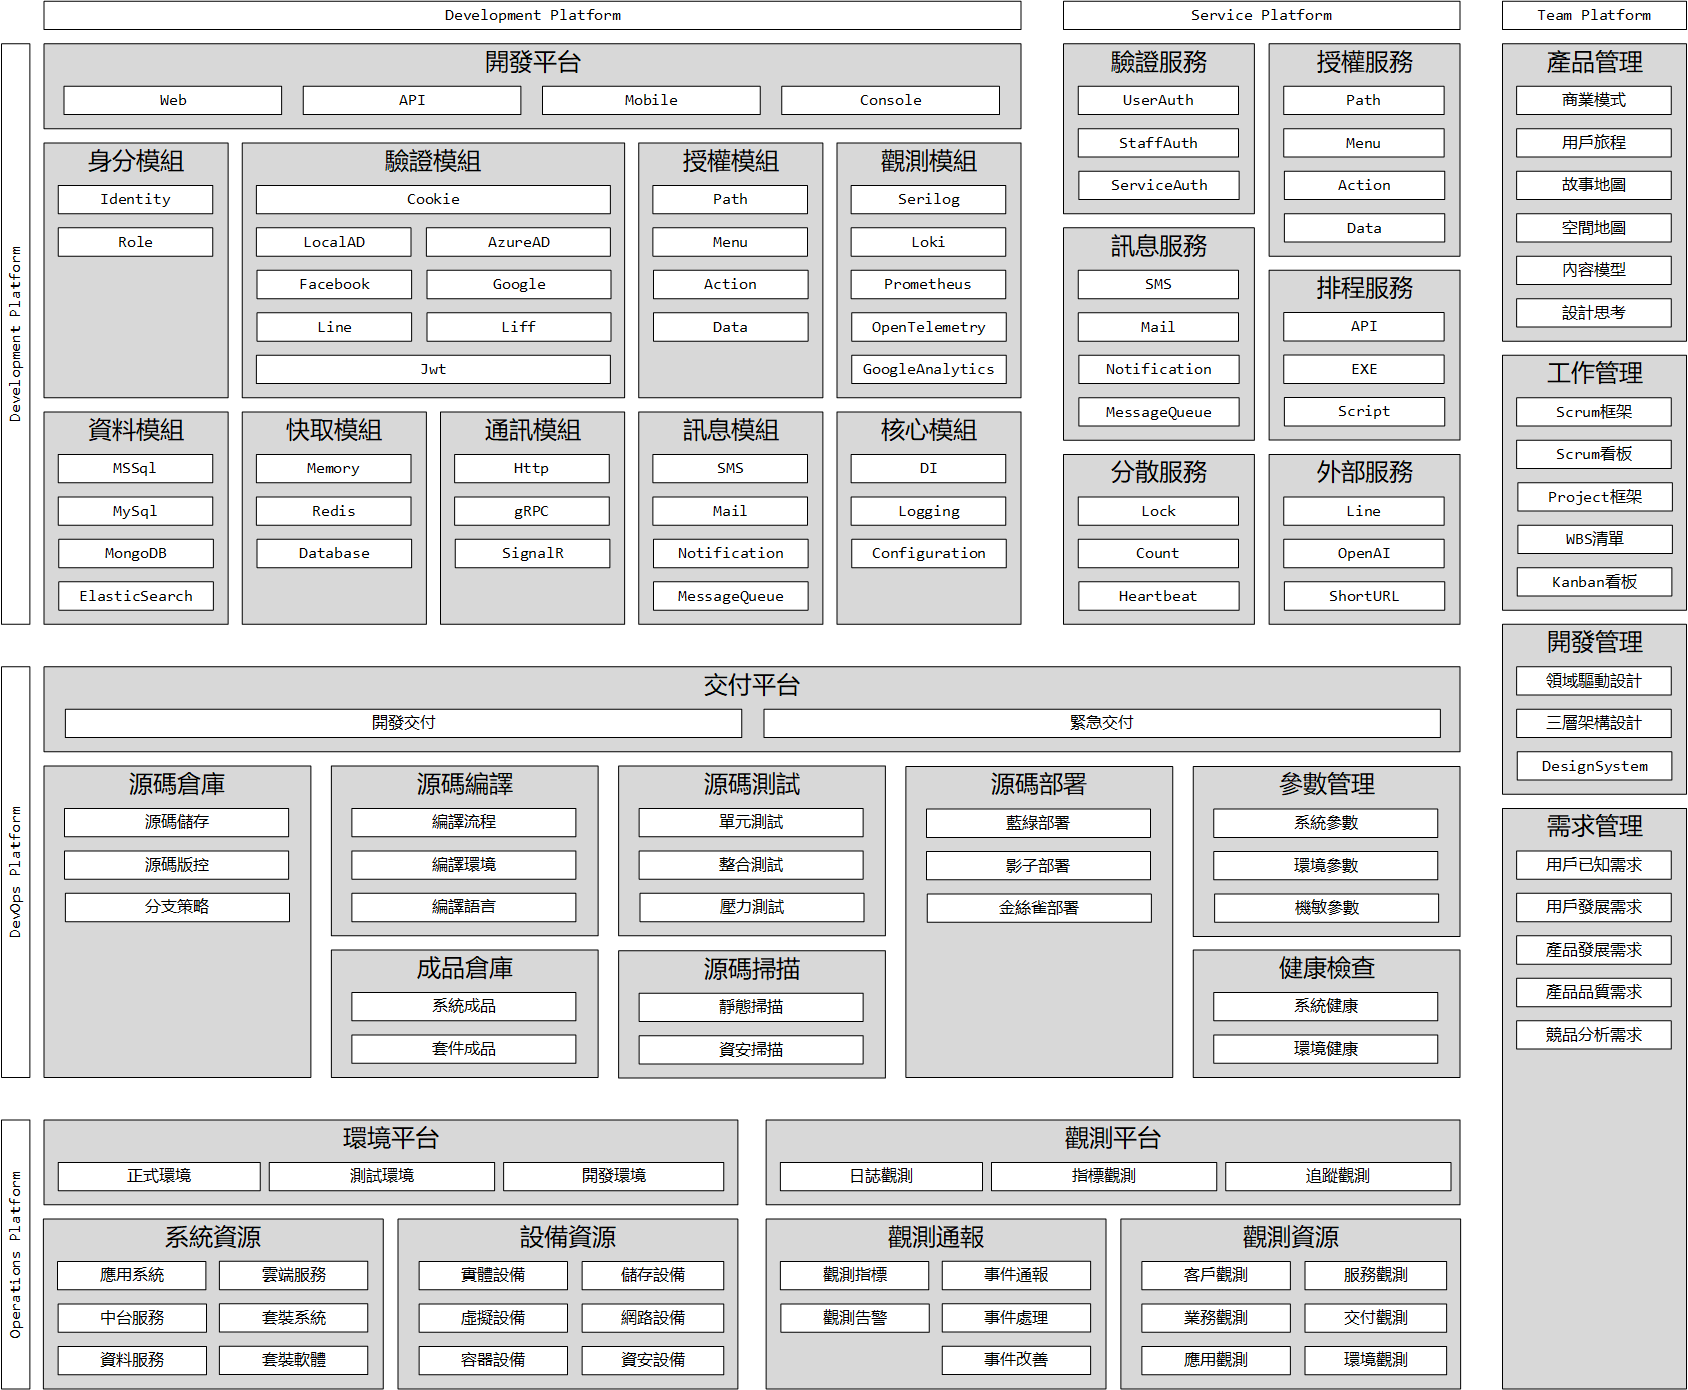 Development Platform
Service Platform
Team Platform
Development Platform
開發平台
Web
API
Mobile
Console
身分模組
Identity
Role
驗證模組
Cookie
LocalAD
AzureAD
Facebook
Google
Line
Liff
Jwt
授權模組
Path
Menu
Action
Data
觀測模組
Serilog
Loki
Prometheus
OpenTelemetry
GoogleAnalytics
資料模組
MSSql
MySql
MongoDB
ElasticSearch
快取模組
Memory
Redis
Database
通訊模組
Http
gRPC
SignalR
訊息模組
SMS
Mail
Notification
MessageQueue
核心模組
DI
Logging
Configuration
驗證服務
UserAuth
StaffAuth
ServiceAuth
授權服務
Path
Menu
Action
Data
訊息服務
SMS
Mail
Notification
MessageQueue
排程服務
API
EXE
Script
分散服務
Lock
Count
Heartbeat
外部服務
Line
OpenAI
ShortURL
產品管理
商業模式
用戶旅程
故事地圖
空間地圖
內容模型
設計思考
工作管理
Scrum框架
Scrum看板
Project框架
WBS清單
Kanban看板
開發管理
領域驅動設計
三層架構設計
DesignSystem
需求管理
用戶已知需求
用戶發展需求
產品發展需求
產品品質需求
競品分析需求
DevOps Platform
交付平台
開發交付
緊急交付
源碼倉庫
源碼儲存
源碼版控
分支策略
源碼編譯
編譯流程
編譯環境
編譯語言
成品倉庫
系統成品
套件成品
源碼測試
單元測試
整合測試
壓力測試
源碼掃描
靜態掃描
資安掃描
源碼部署
藍綠部署
影子部署
金絲雀部署
參數管理
系統參數
環境參數
機敏參數
健康檢查
系統健康
環境健康
Operations Platform
環境平台
正式環境
測試環境
開發環境
系統資源
應用系統
雲端服務
中台服務
套裝系統
資料服務
套裝軟體
設備資源
實體設備
儲存設備
虛擬設備
網路設備
容器設備
資安設備
觀測平台
日誌觀測
指標觀測
追蹤觀測
觀測通報
觀測指標
事件通報
觀測告警
事件處理
事件改善
觀測資源
客戶觀測
服務觀測
業務觀測
交付觀測
應用觀測
環境觀測